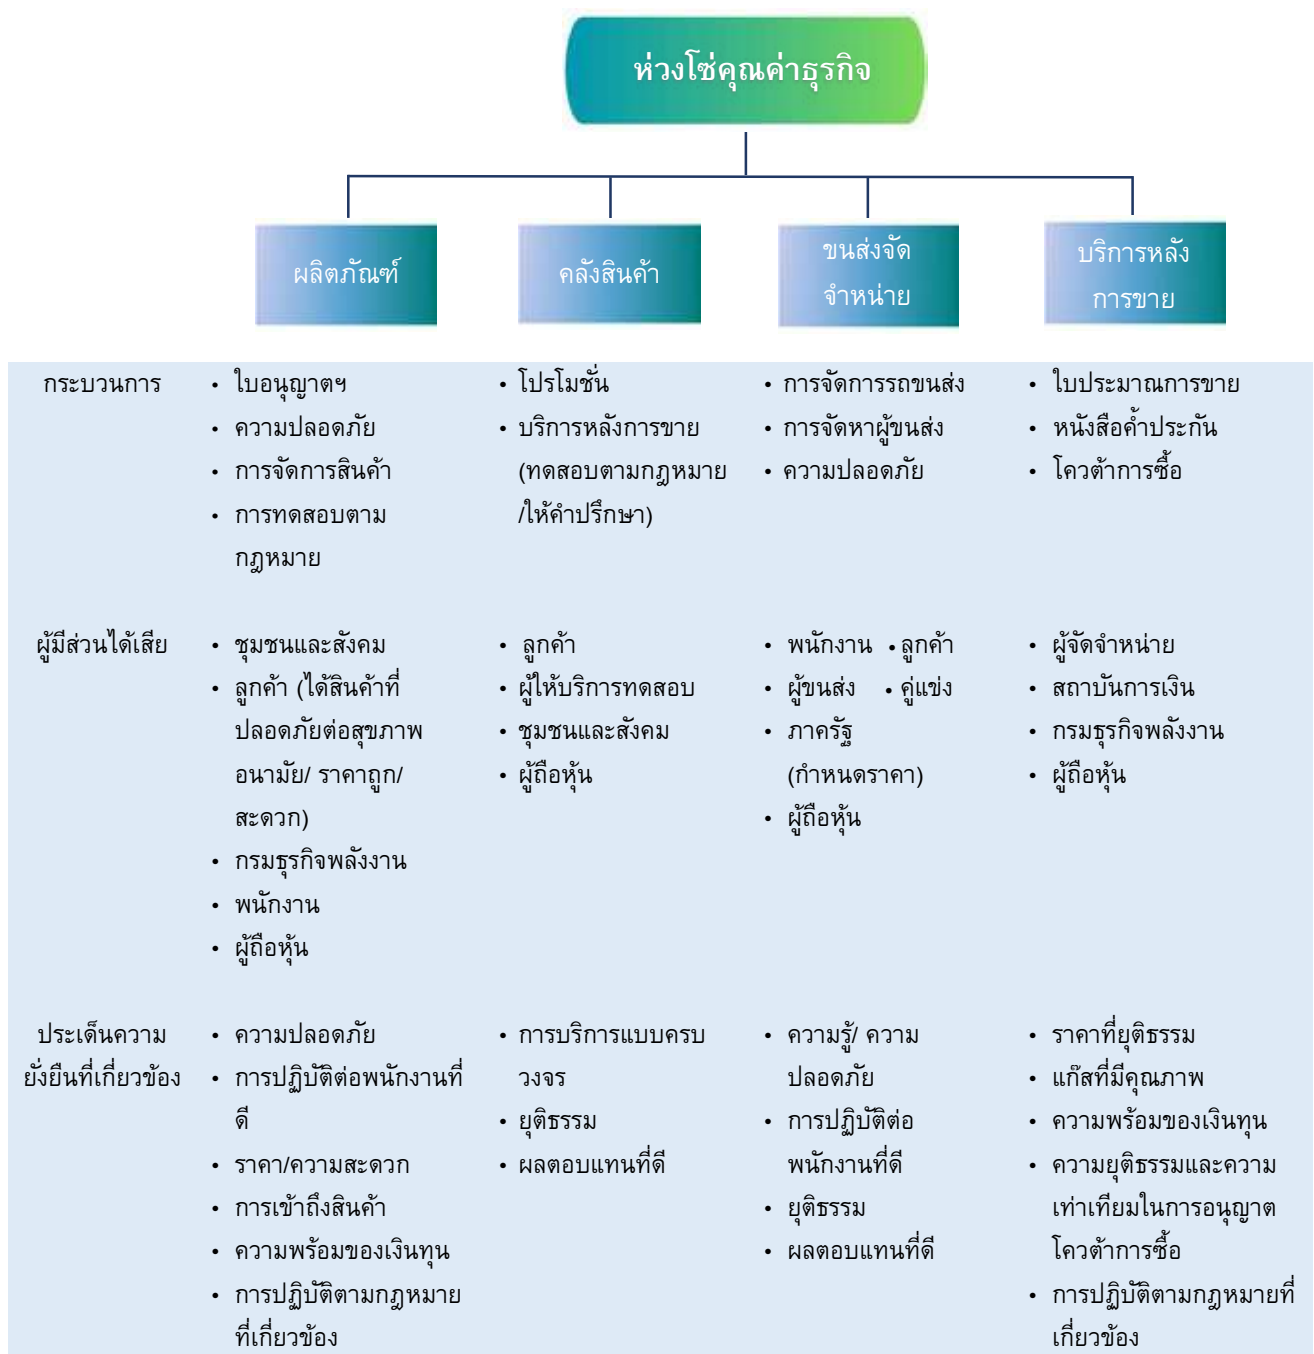 ห่วงโซ่คุณค่าธุรกิจ
ผลิตภัณฑ์
คลังสินค้า
ขนส่งจัด
จำหน่าย
บริการหลัง
การขาย
กระบวนการ
• ใบอนุญาตฯ
• ความปลอดภัย
• การจัดการสินค้า
• การทดสอบตาม
กฎหมาย
• โปรโมชั่น
• บริการหลังการขาย
(ทดสอบตามกฎหมาย
/ให้คำปรึกษา)
• การจัดการรถขนส่ง
• การจัดหาผู้ขนส่ง
• ความปลอดภัย
• ใบประมาณการขาย
• หนังสือค้ำประกัน
• โควต้าการซื้อ
ผู้มีส่วนได้เสีย
• ชุมชนและสังคม
• ลูกค้า (ได้สินค้าที่
ปลอดภัยต่อสุขภาพ
อนามัย/ ราคาถูก/
สะดวก)
• กรมธุรกิจพลังงาน
• พนักงาน
• ผู้ถือหุ้น
• ลูกค้า
• ผู้ให้บริการทดสอบ
• ชุมชนและสังคม
• ผู้ถือหุ้น
• พนักงาน • ลูกค้า
• ผู้ขนส่ง • คู่แข่ง
• ภาครัฐ
(กำหนดราคา)
• ผู้ถือหุ้น
• ผู้จัดจำหน่าย
• สถาบันการเงิน
• กรมธุรกิจพลังงาน
• ผู้ถือหุ้น
ประเด็นความ
ยั่งยืนที่เกี่ยวข้อง
• ความปลอดภัย
• การปฏิบัติต่อพนักงานที่
ดี
• ราคา/ความสะดวก
• การเข้าถึงสินค้า
• ความพร้อมของเงินทุน
• การปฏิบัติตามกฎหมาย
ที่เกี่ยวข้อง
• การบริการแบบครบ
วงจร
• ยุติธรรม
• ผลตอบแทนที่ดี
• ความรู้/ ความ
ปลอดภัย
• การปฏิบัติต่อ
พนักงานที่ดี
• ยุติธรรม
• ผลตอบแทนที่ดี
• ราคาที่ยุติธรรม
• แก๊สที่มีคุณภาพ
• ความพร้อมของเงินทุน
• ความยุติธรรมและความ
เท่าเทียมในการอนุญาต
โควต้าการซื้อ
• การปฏิบัติตามกฎหมายที่
เกี่ยวข้อง